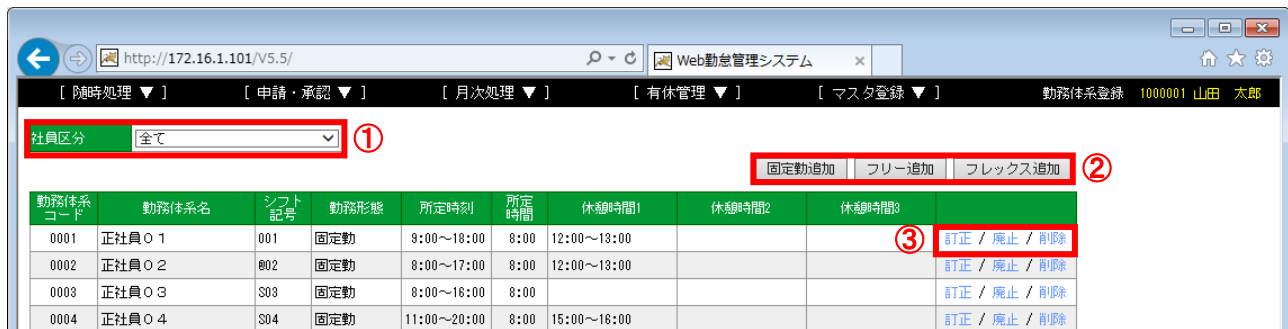 http://172.16.1.101/V5.5/ Web勤怠管理システム
[ 随時処理 ▼ ] [ 申請・承認 ▼ ] [ 月次処理 ▼ ] [ 有休管理 ▼ ] [ マスタ登録 ▼ ] 勤務体系登録 1000001 山田 太郎
社員区分 全て ①
固定勤追加 フリー追加 フレックス追加 ②
勤務体系コード 勤務体系名 シフト記号 勤務形態 所定時刻 所定時間 休憩時間1 休憩時間2 休憩時間3
0001 正社員０１ 001 固定勤 9:00～18:00 8:00 12:00～13:00 ③ 訂正 / 廃止 / 削除
0002 正社員０２ @02 固定勤 8:00～17:00 8:00 12:00～13:00 訂正 / 廃止 / 削除
0003 正社員０３ S03 固定勤 8:00～16:00 8:00 訂正 / 廃止 / 削除
0004 正社員０４ S04 固定勤 11:00～20:00 8:00 15:00～16:00 訂正 / 廃止 / 削除